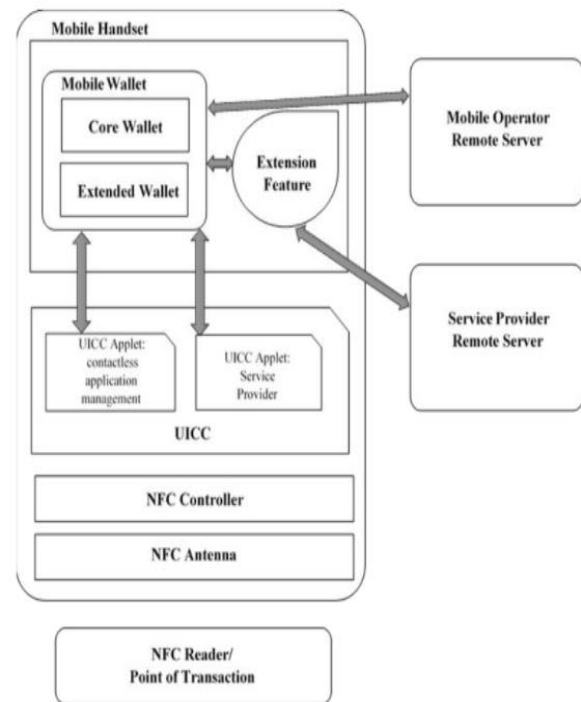 Mobile Handset
Mobile Wallet
Core Wallet
Extended Wallet
Extension
Feature
Mobile Operator
Remote Server
Service Provider
Remote Server
UICC Applet:
contactless
application
management
UICC Applet:
Service
Provider
UICC
NFC Controller
NFC Antenna
NFC Reader/
Point of Transaction